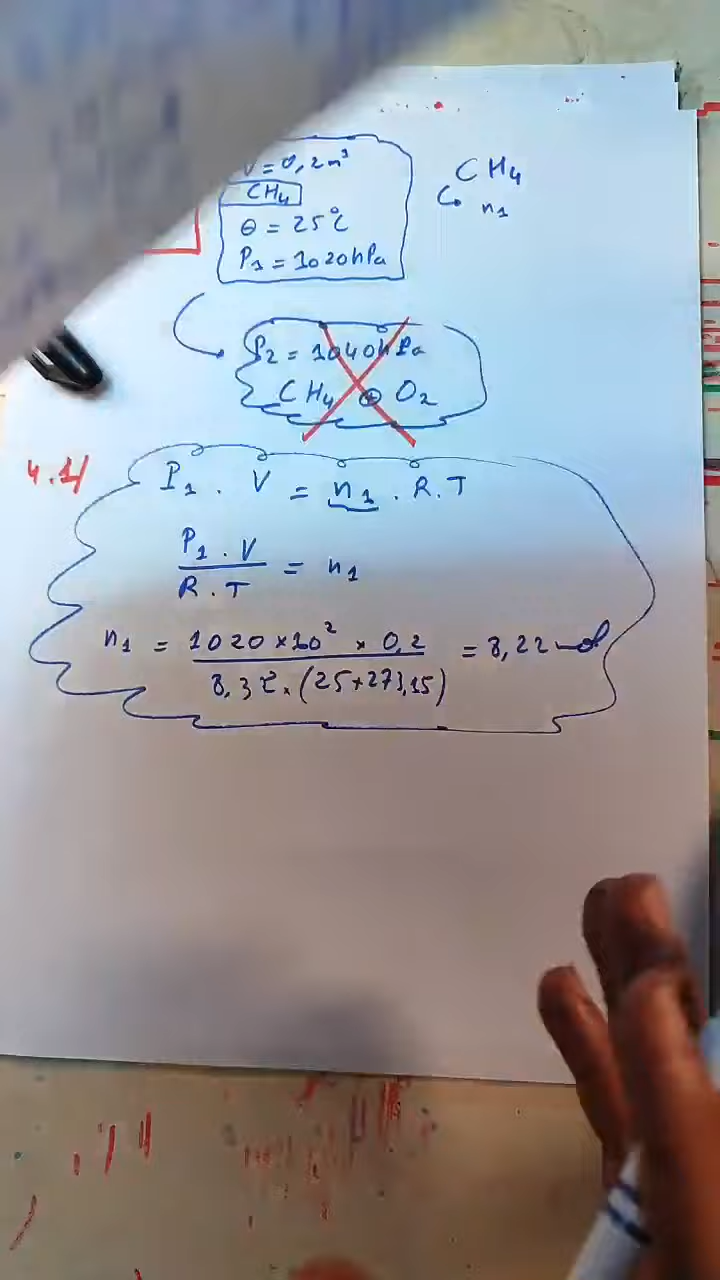 V = 0,2 m³
CH₄
θ = 25°C
P₁ = 1020 hPa
CH₄
n₁
P₂ = 1040 hPa
CH₄ + O₂
4.1/
P₁ . V = n₁ . R.T
P₁ . V / R.T = n₁
n₁ = 1020 × 10² × 0,2 / 8,32 × (25+273,15) = 8,22 mol